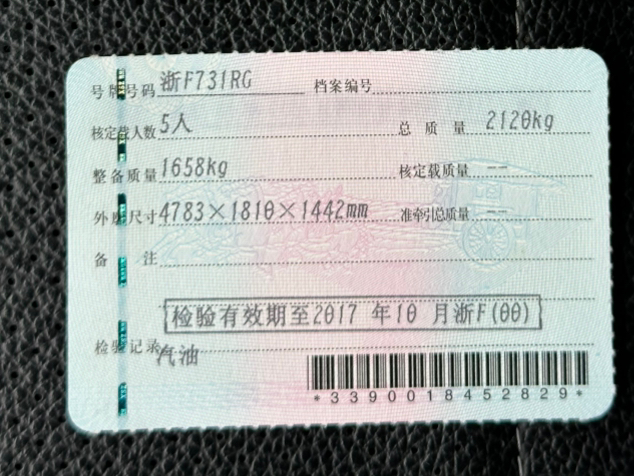 号牌号码 浙F731RG 档案编号
核定载人数 5人 总质量 2120kg
整备质量 1658kg 核定载质量 --
外廓尺寸 4783×1810×1442mm 准牵引总质量 --
备注
检验有效期至2017 年10 月浙F(00)
检验记录 汽油
*3390018452829*